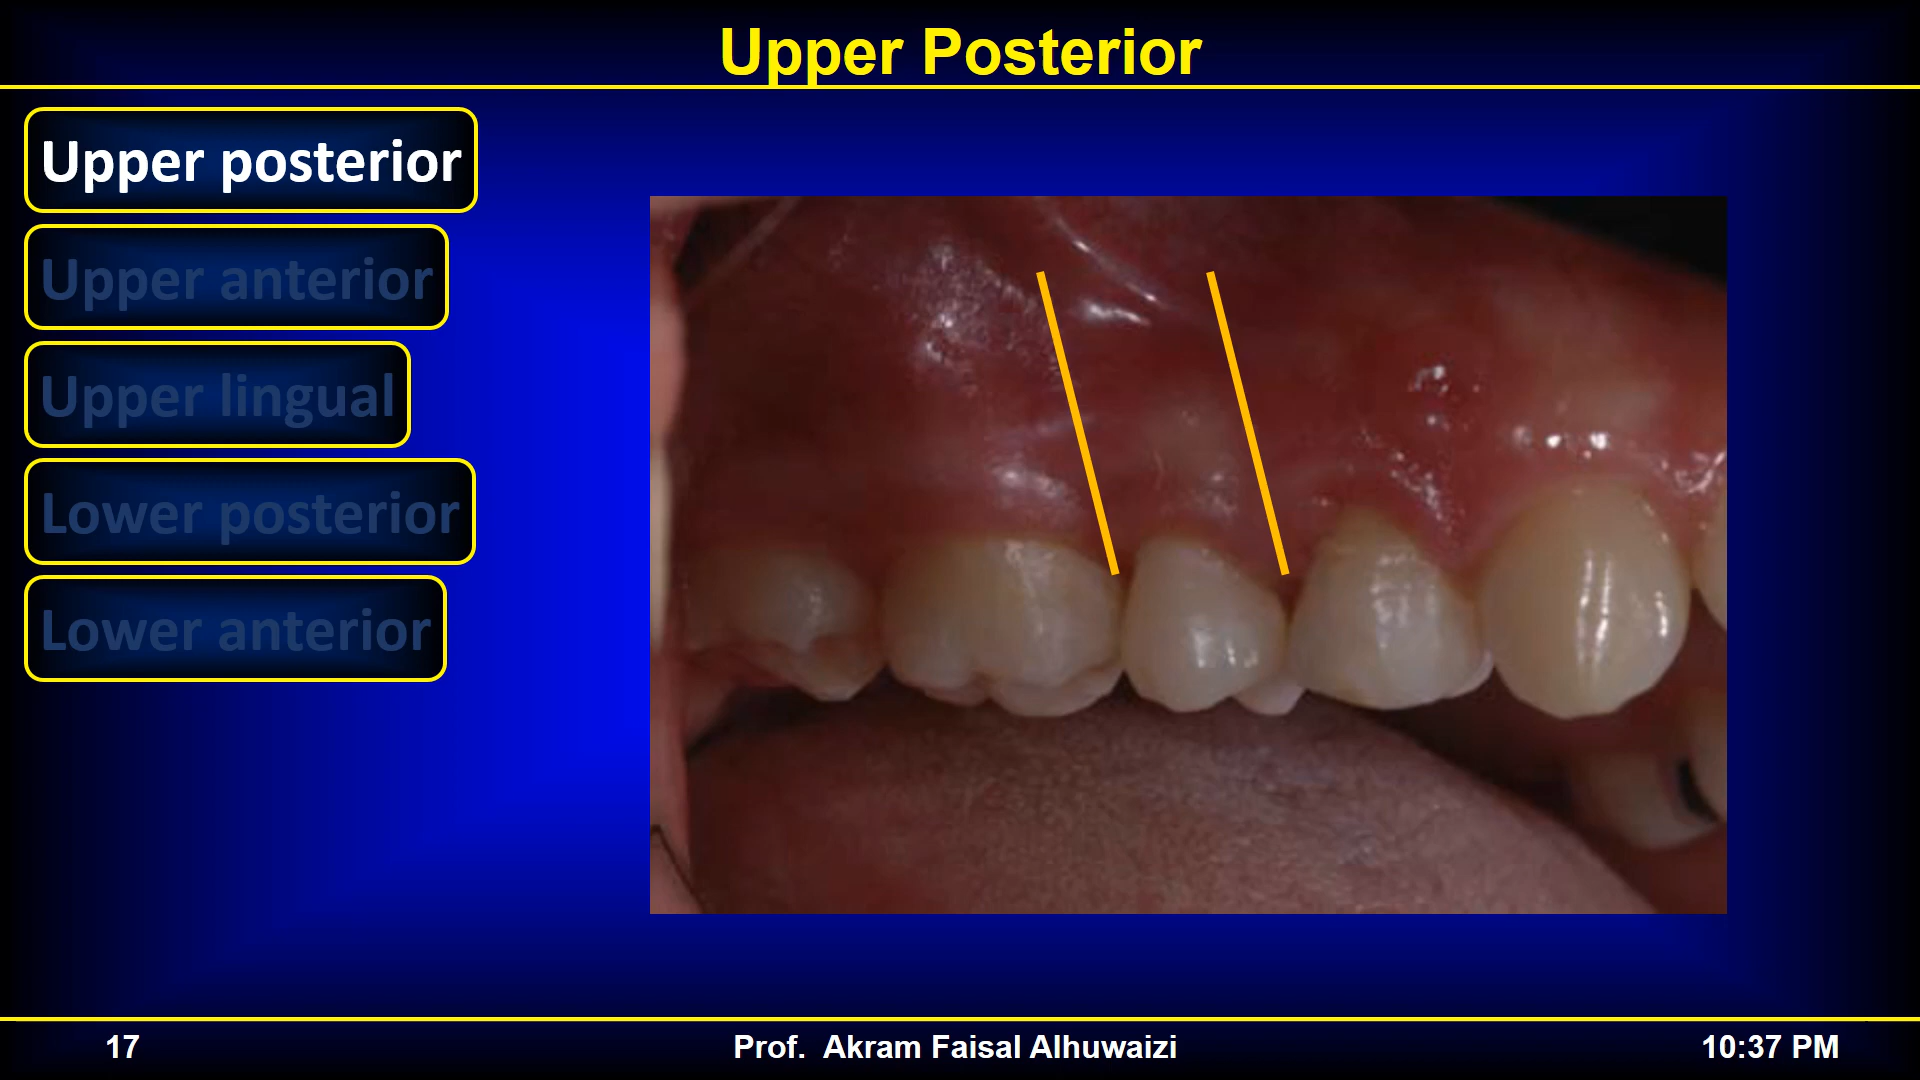 Upper Posterior
Upper posterior
Upper anterior
Upper lingual
Lower posterior
Lower anterior
17
Prof. Akram Faisal Alhuwaizi
10:37 PM